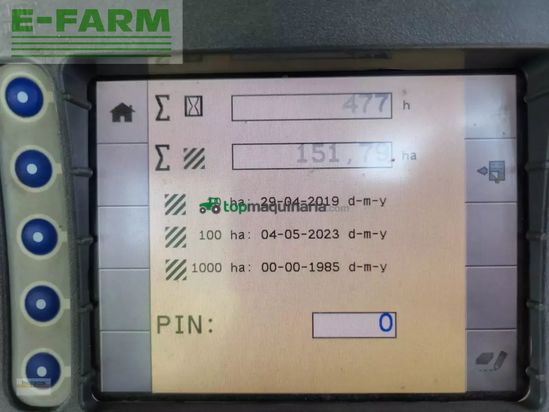 E-FARM
Σ 477 h
Σ 151,79 ha
ha: 29-04-2019 d-m-y
topmaquinaria.com
100 ha: 04-05-2023 d-m-y
1000 ha: 00-00-1985 d-m-y
PIN: 0